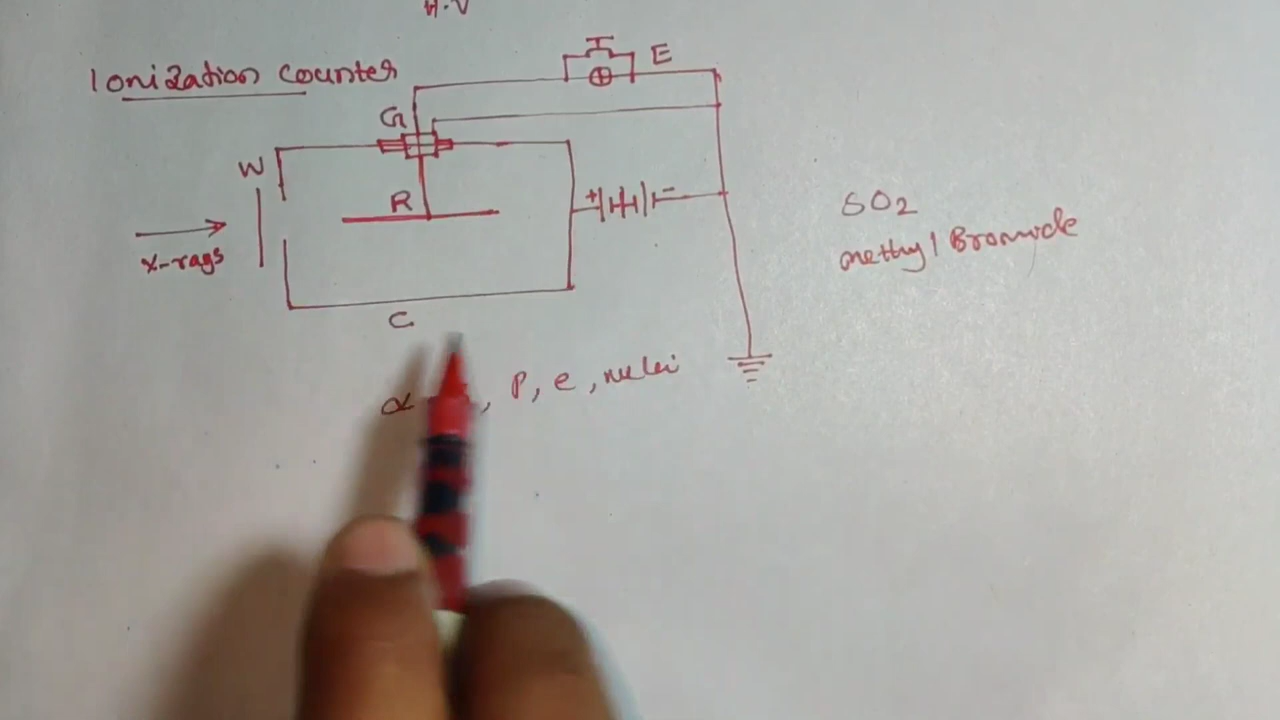 H.V
Ionization counter
E
G
W
R
+ -
X-rays
SO2
methyl Bromide
C
α , P, e, nuclei